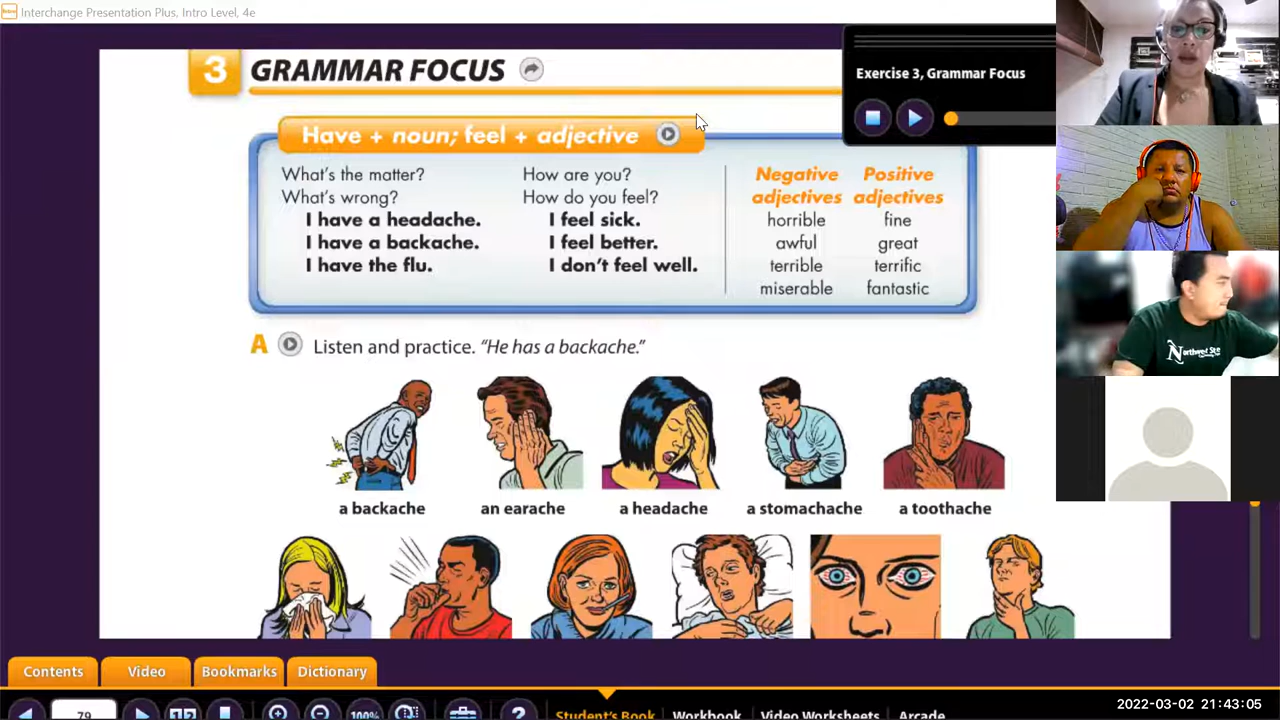 Interchange Presentation Plus, Intro Level, 4e
3 GRAMMAR FOCUS
Exercise 3, Grammar Focus
Have + noun; feel + adjective
What's the matter?
What's wrong?
I have a headache.
I have a backache.
I have the flu.
How are you?
How do you feel?
I feel sick.
I feel better.
I don't feel well.
Negative adjectives
horrible
awful
terrible
miserable
Positive adjectives
fine
great
terrific
fantastic
A Listen and practice. "He has a backache."
a backache an earache a headache a stomachache a toothache
Northwest Ste
Contents Video Bookmarks Dictionary
79 100% ? Student's Book Workbook Video Worksheets Arcade
2022-03-02 21:43:05